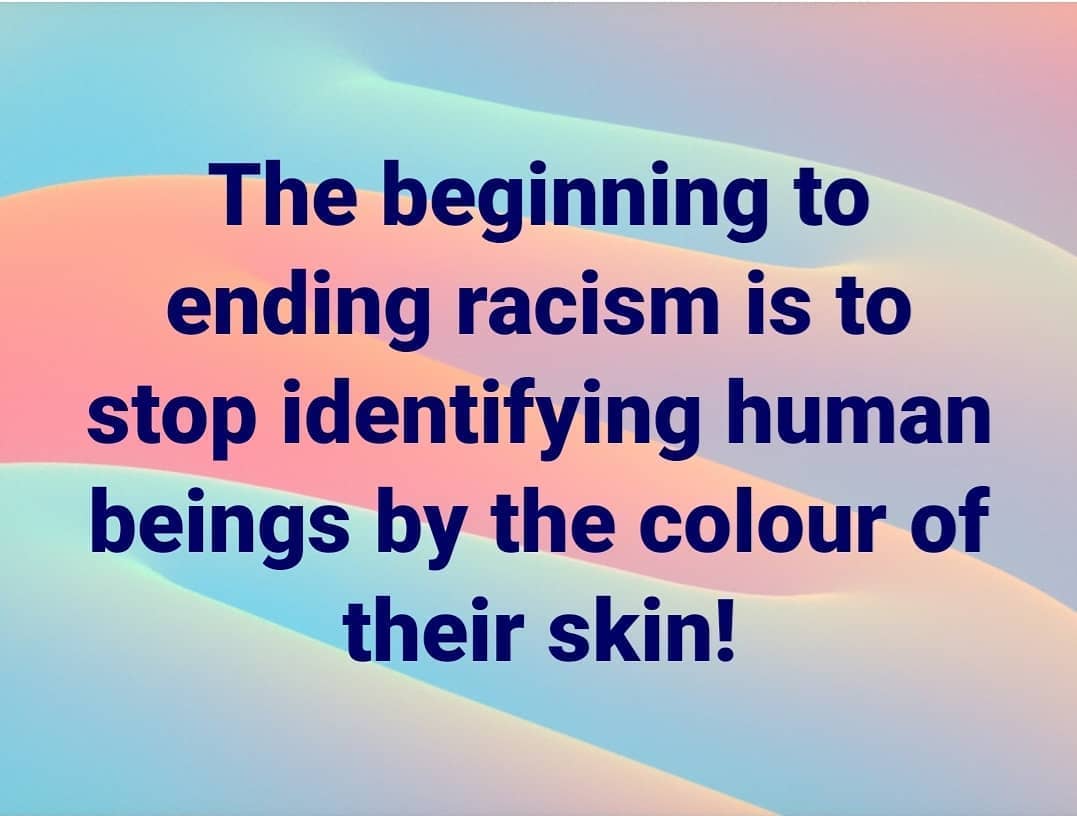 The beginning to
ending racism is to
stop identifying human
beings by the colour of
their skin!